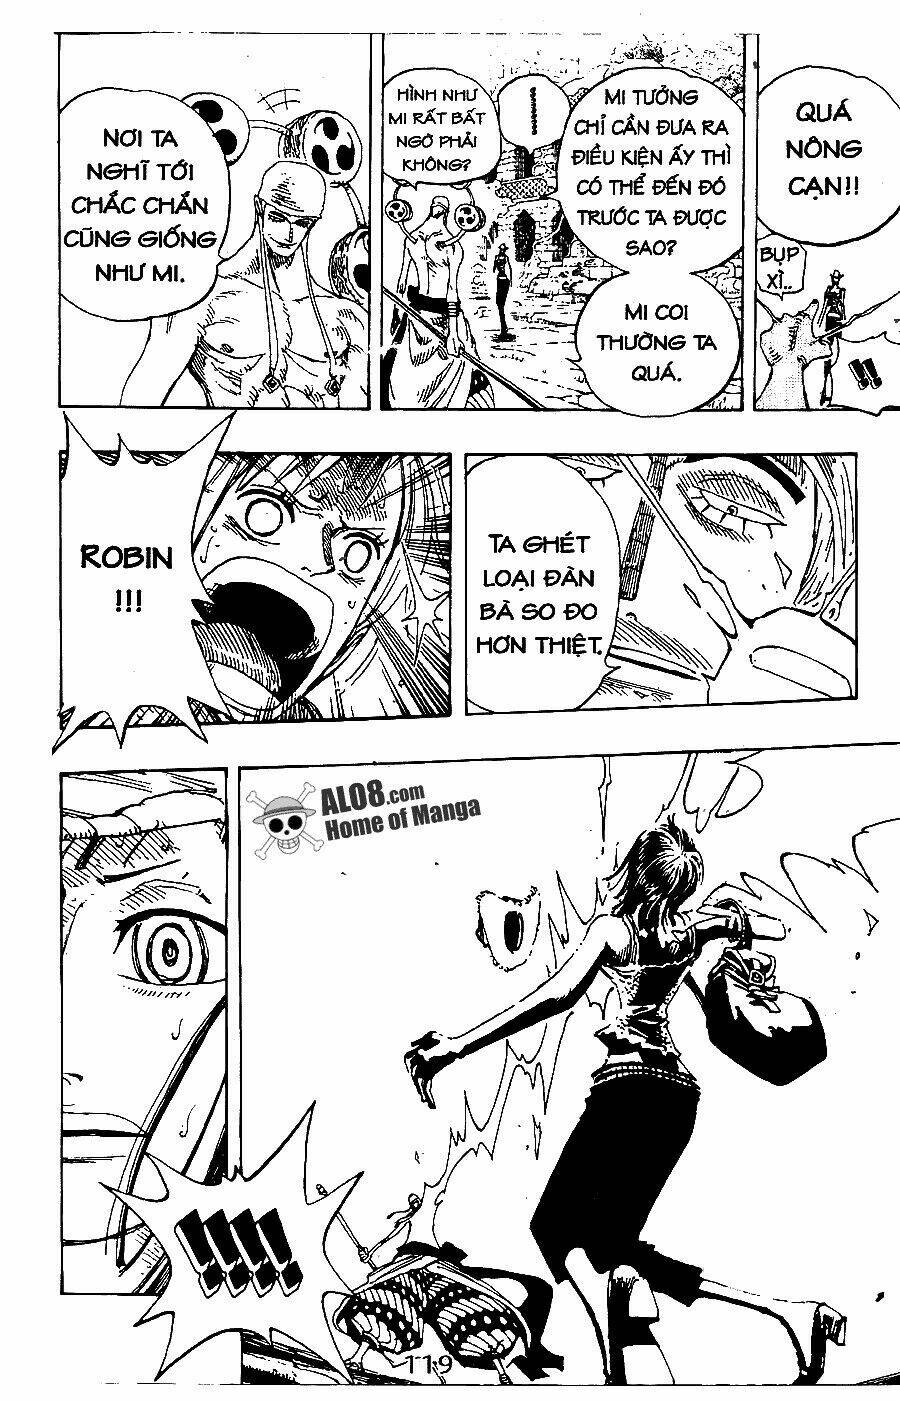 NƠI TA
NGHĨ TỚI
CHẮC CHẮN
CŨNG GIỐNG
NHƯ MI.
HÌNH NHƯ
MI RẤT BẤT
NGỜ PHẢI
KHÔNG?
MI TƯỞNG
CHỈ CẦN ĐƯA RA
ĐIỀU KIỆN ẤY THÌ
CÓ THỂ ĐẾN ĐÓ
TRƯỚC TA ĐƯỢC
SAO?
MI COI
THƯỜNG TA
QUÁ.
QUÁ
NÔNG
CẠN!!
BỤP
XÌ..
!!
ROBIN
!!!
TA GHÉT
LOẠI ĐÀN
BÀ SO ĐO
HƠN THIỆT.
AL08.com
Home of Manga
!!!!
119